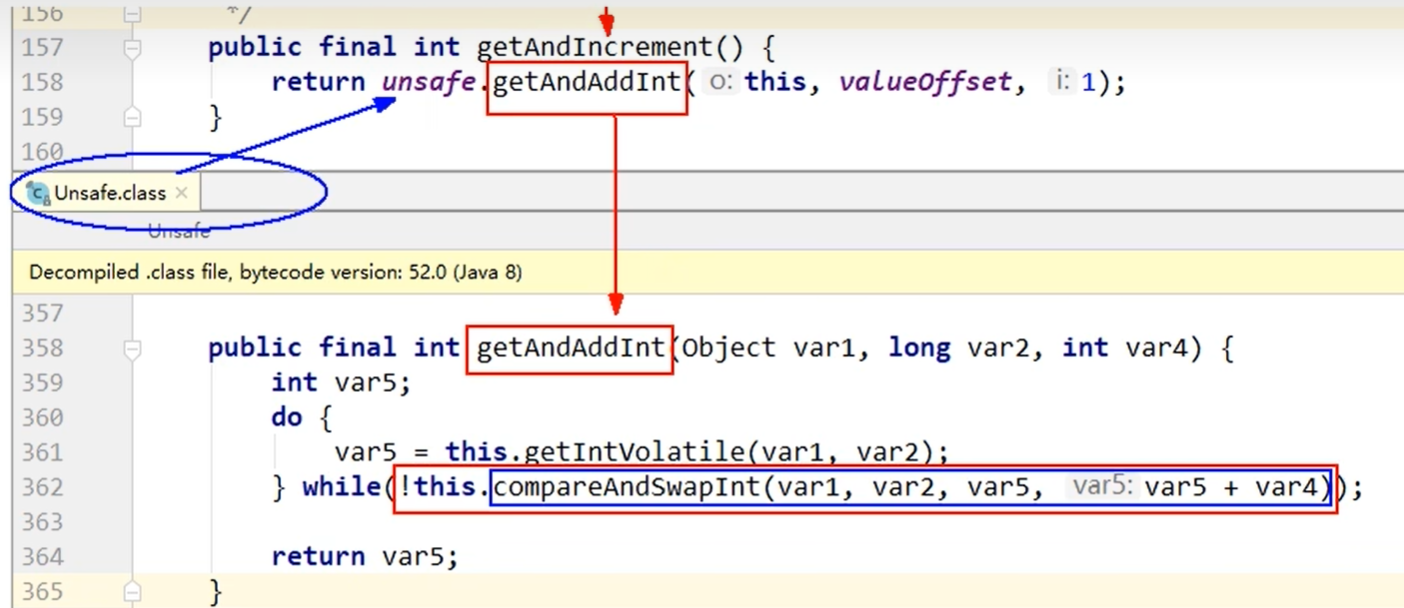 156 */
157 public final int getAndIncrement() {
158 return unsafe.getAndAddInt( o: this, valueOffset, i: 1);
159 }
160
Unsafe.class ×
Unsafe
Decompiled .class file, bytecode version: 52.0 (Java 8)
357
358 public final int getAndAddInt(Object var1, long var2, int var4) {
359 int var5;
360 do {
361 var5 = this.getIntVolatile(var1, var2);
362 } while(!this.compareAndSwapInt(var1, var2, var5, var5: var5 + var4));
363
364 return var5;
365 }